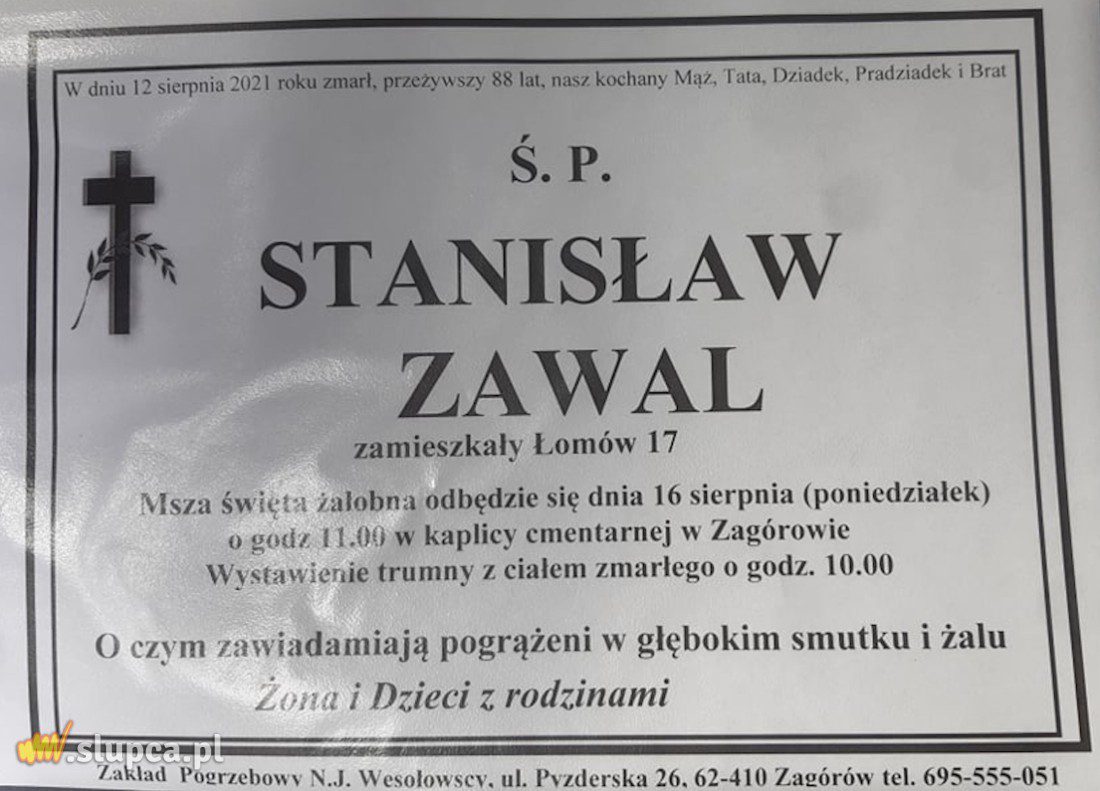 W dniu 12 sierpnia 2021 roku zmarł, przeżywszy 88 lat, nasz kochany Mąż, Tata, Dziadek, Pradziadek i Brat
Ś. P.
STANISŁAW
ZAWAL
zamieszkały Łomów 17
Msza święta żałobna odbędzie się dnia 16 sierpnia (poniedziałek)
o godz 11.00 w kaplicy cmentarnej w Zagórowie
Wystawienie trumny z ciałem zmarłego o godz. 10.00
O czym zawiadamiają pogrążeni w głębokim smutku i żalu
Żona i Dzieci z rodzinami
.slupca.pl
Zakład Pogrzebowy N.J. Wesołowscy, ul. Pyzderska 26, 62-410 Zagórów tel. 695-555-051